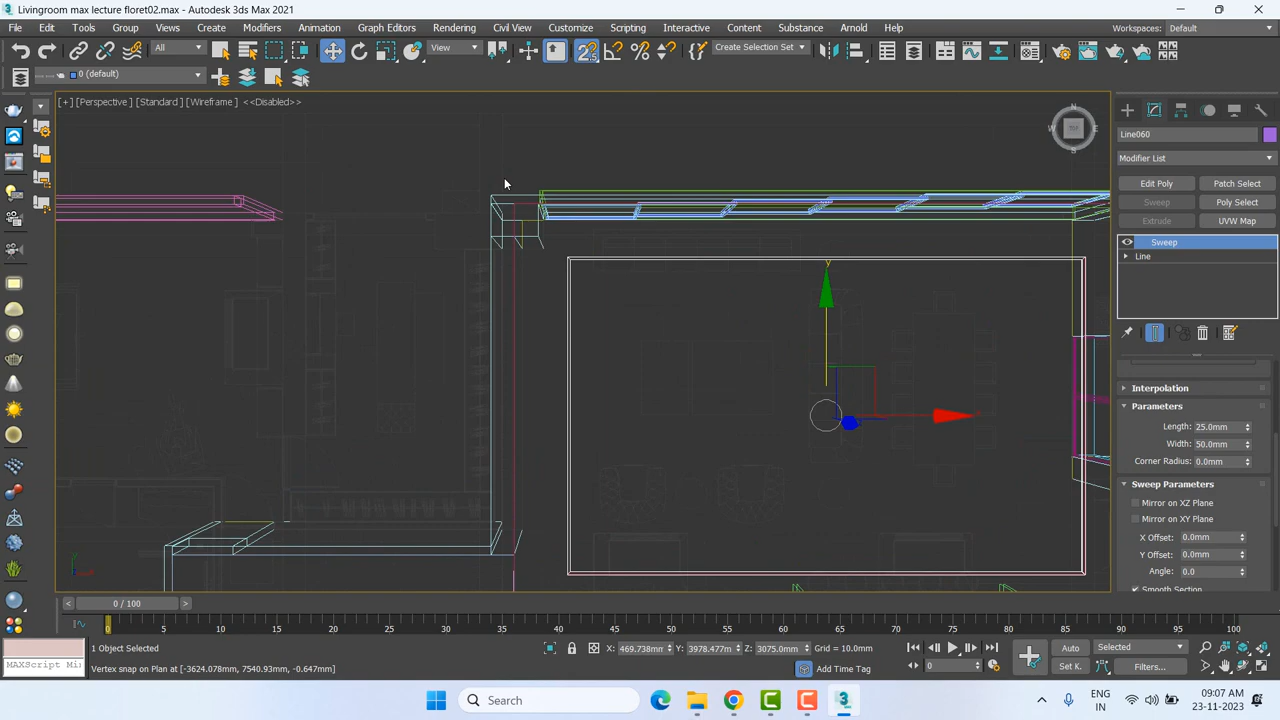 Livingroom max lecture floret02.max - Autodesk 3ds Max 2021
File Edit Tools Group Views Create Modifiers Animation Graph Editors Rendering Civil View Customize Scripting Interactive Content Substance Arnold Help Workspaces: Default
All View Create Selection Set
0 (default)
[+] [Perspective] [Standard] [Wireframe] <<Disabled>>
N
W E
S
Line060
Modifier List
Edit Poly Patch Select
Sweep Poly Select
Extrude UVW Map
Sweep
Line
Interpolation
Parameters
Length: 25.0mm
Width: 50.0mm
Corner Radius: 0.0mm
Sweep Parameters
Mirror on XZ Plane
Mirror on XY Plane
X Offset: 0.0mm
Y Offset: 0.0mm
Angle: 0.0
Smooth Section
y
< 0 / 100 >
0 5 10 15 20 25 30 35 40 45 50 55 60 65 70 75 80 85 90 95 100
1 Object Selected
X: 469.738mm Y: 3978.477m Z: 3075.0mm Grid = 10.0mm
Auto Selected
MAXScript Mi
Vertex snap on Plan at [-3624.078mm, 7540.93mm, -0.647mm]
Add Time Tag
0
Set K. Filters...
Search
ENG
IN
09:07 AM
23-11-2023